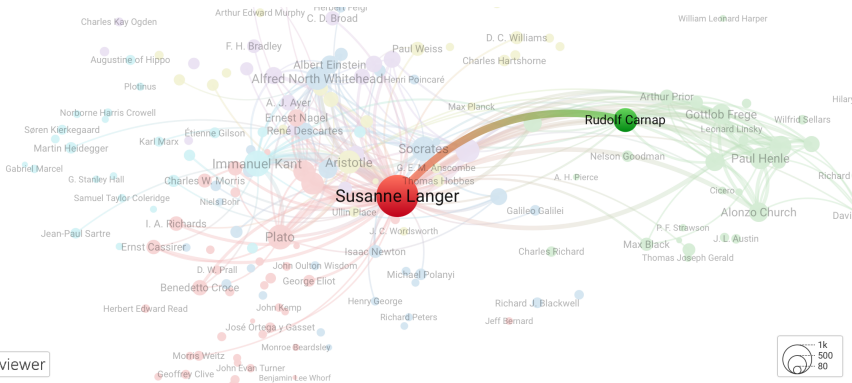 Herbert Feigl
Arthur Edward Murphy
C. D. Broad
Charles Kay Ogden
William Leonard Harper
D. C. Williams
F. H. Bradley
Paul Weiss
Augustine of Hippo
Albert Einstein
Charles Hartshorne
Alfred North Whitehead
Henri Poincaré
Plotinus
Arthur Prior
Hilary
A. J. Ayer
Max Planck
Norborne Harris Crowell
Ernest Nagel
Gottlob Frege
Rudolf Carnap
Wilfrid Sellars
Søren Kierkegaard
Étienne Gilson
René Descartes
Leonard Linsky
Karl Marx
Martin Heidegger
Socrates
Nelson Goodman
Paul Henle
Immanuel Kant
Aristotle
Gabriel Marcel
G. E. M. Anscombe
G. Stanley Hall
Charles W. Morris
Thomas Hobbes
A. H. Pierce
Richard
Cicero
Samuel Taylor Coleridge
Niels Bohr
Susanne Langer
Ullin Place
Galileo Galilei
Alonzo Church
Davi
I. A. Richards
J. C. Wordsworth
P. F. Strawson
Jean-Paul Sartre
Plato
J. L. Austin
Ernst Cassirer
Isaac Newton
Charles Richard
Max Black
Thomas Joseph Gerald
D. W. Prall
John Oulton Wisdom
Michael Polanyi
George Eliot
Benedetto Croce
Henry George
Richard J. Blackwell
Herbert Edward Read
John Kemp
Richard Peters
Jeff Bernard
José Ortega y Gasset
1k
Monroe Beardsley
500
Morris Weitz
viewer
80
John Evan Turner
Geoffrey Clive
Benjamin Lee Whorf